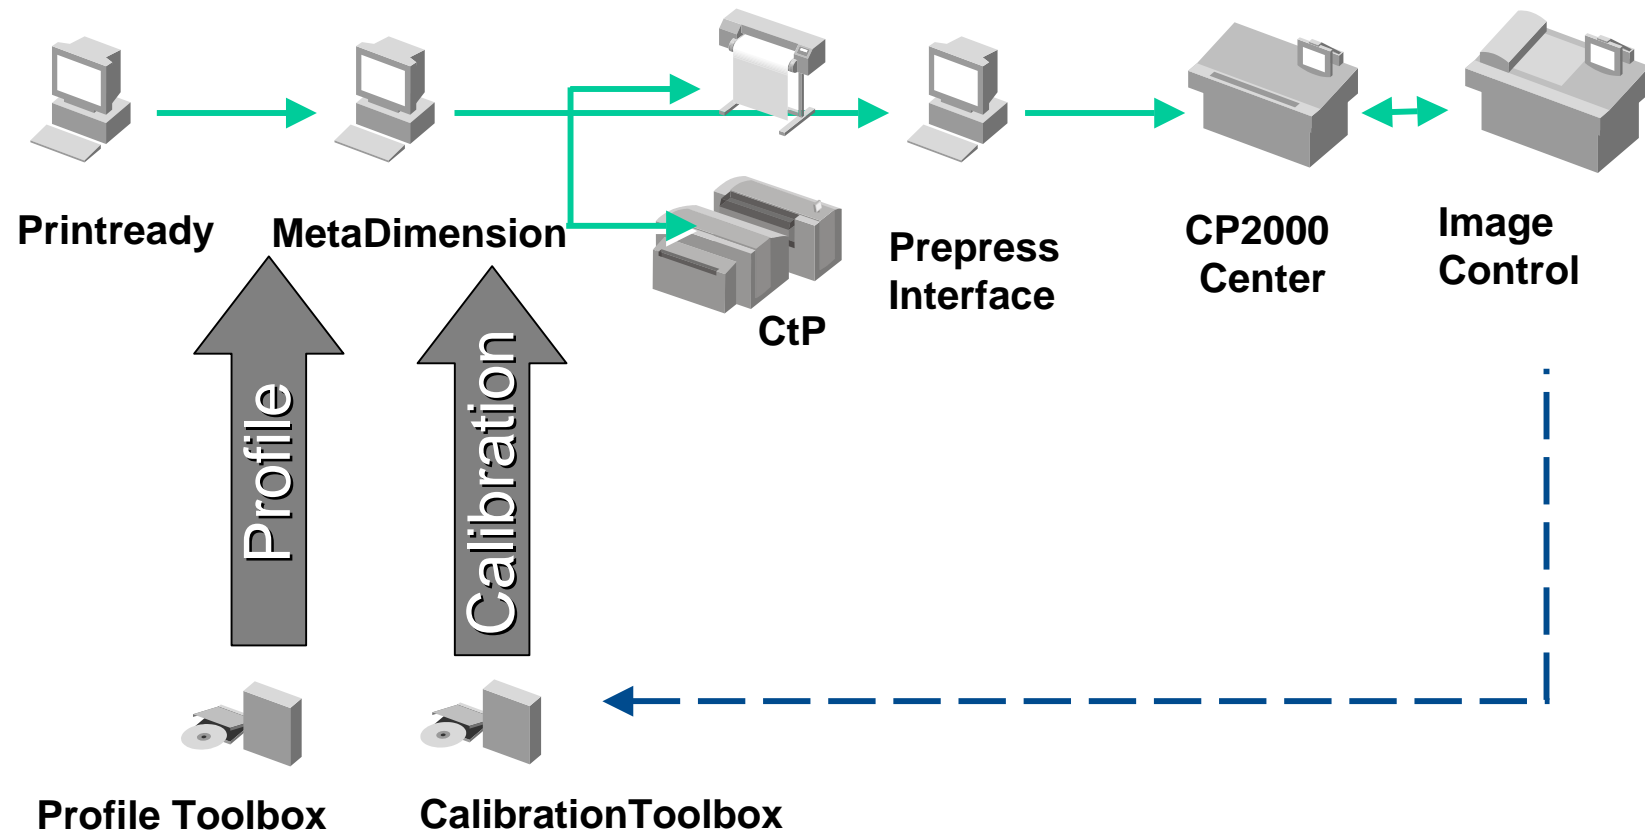 Printready
MetaDimension
CtP
Prepress
Interface
CP2000
Center
Image
Control
Profile
Calibration
Profile Toolbox
CalibrationToolbox